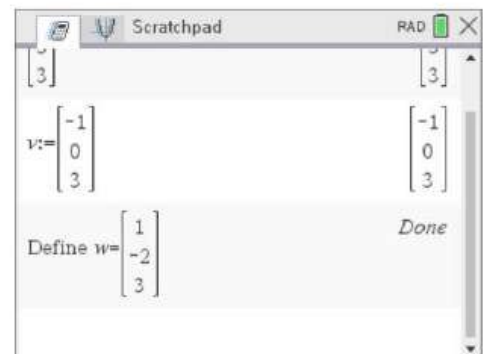 Scratchpad RAD
[3] [3]
v:=[-1 0 3] [-1 0 3]
Define w=[1 -2 3] Done